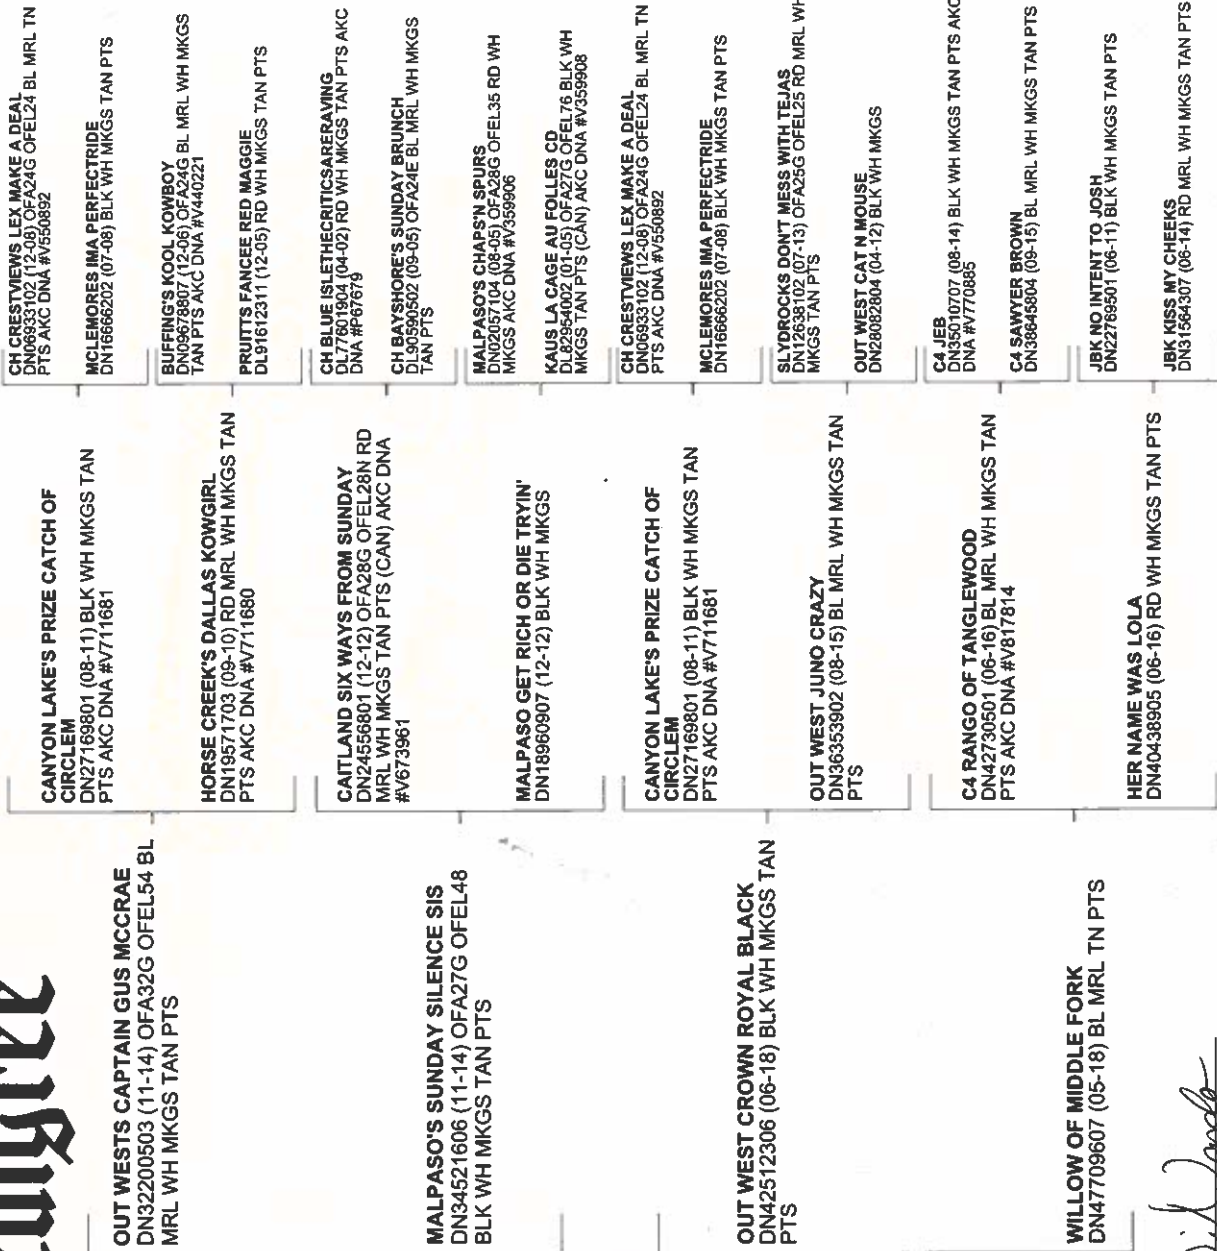 OUT WESTS CAPTAIN GUS MCCRAE
DN32200503 (11-14) OFA32G OFEL54 BL
MRL WH MKGS TAN PTS
MALPASO'S SUNDAY SILENCE SIS
DN34521606 (11-14) OFA27G OFEL48
BLK WH MKGS TAN PTS
OUT WEST CROWN ROYAL BLACK
DN42512306 (06-18) BLK WH MKGS TAN
PTS
WILLOW OF MIDDLE FORK
DN47709607 (05-18) BL MRL TN PTS
CANYON LAKE'S PRIZE CATCH OF
CIRCLEM
DN27169801 (08-11) BLK WH MKGS TAN
PTS AKC DNA #V711681
HORSE CREEK'S DALLAS KOWGIRL
DN19571703 (09-10) RD MRL WH MKGS TAN
PTS AKC DNA #V711680
CAITLAND SIX WAYS FROM SUNDAY
DN24556801 (12-12) OFA28G OFEL28N RD
MRL WH MKGS TAN PTS (CAN) AKC DNA
#V673961
MALPASO GET RICH OR DIE TRYIN'
DN18960907 (12-12) BLK WH MKGS
CANYON LAKE'S PRIZE CATCH OF
CIRCLEM
DN27169801 (08-11) BLK WH MKGS TAN
PTS AKC DNA #V711681
OUT WEST JUNO CRAZY
DN36353902 (08-15) BL MRL WH MKGS TAN
PTS
C4 RANGO OF TANGLEWOOD
DN42730501 (06-16) BL MRL WH MKGS TAN
PTS AKC DNA #V817814
HER NAME WAS LOLA
DN40438905 (06-16) RD WH MKGS TAN PTS
CH CRESTVIEWS LEX MAKE A DEAL
DN06933102 (12-08) OFA24G OFEL24 BL MRL TN
PTS AKC DNA #V550892
MCLEMORES IMA PERFECTRIDE
DN16666202 (07-08) BLK WH MKGS TAN PTS
BUFFING'S KOOL KOWBOY
DN09678807 (12-06) OFA24G BL MRL WH MKGS
TAN PTS AKC DNA #V440221
PRUITTS FANCEE RED MAGGIE
DL91612311 (12-05) RD WH MKGS TAN PTS
CH BLUE ISLETHECRITICSARERAVING
DL77601904 (04-02) RD WH MKGS TAN PTS AKC
DNA #P67679
CH BAYSHORE'S SUNDAY BRUNCH
DL90590502 (09-05) OFA24E BL MRL WH MKGS
TAN PTS
MALPASO'S CHAPS'N SPURS
DN02057104 (08-05) OFA28G OFEL35 RD WH
MKGS AKC DNA #V359906
KAUS LA CAGE AU FOLLES CD
DL82954002 (01-05) OFA27G OFEL76 BLK WH
MKGS TAN PTS (CAN) AKC DNA #V359908
CH CRESTVIEWS LEX MAKE A DEAL
DN06933102 (12-08) OFA24G OFEL24 BL MRL TN
PTS AKC DNA #V550892
MCLEMORES IMA PERFECTRIDE
DN16666202 (07-08) BLK WH MKGS TAN PTS
SLYDROCKS DON'T MESS WITH TEJAS
DN12638102 (07-13) OFA25G OFEL25 RD MRL WH
MKGS TAN PTS
OUT WEST CAT N MOUSE
DN28082804 (04-12) BLK WH MKGS
C4 JEB
DN35010707 (08-14) BLK WH MKGS TAN PTS AKC
DNA #V770885
C4 SAWYER BROWN
DN38645804 (09-15) BL MRL WH MKGS TAN PTS
JBK NO INTENT TO JOSH
DN22769501 (06-11) BLK WH MKGS TAN PTS
JBK KISS MY CHEEKS
DN31564307 (06-14) RD MRL WH MKGS TAN PTS